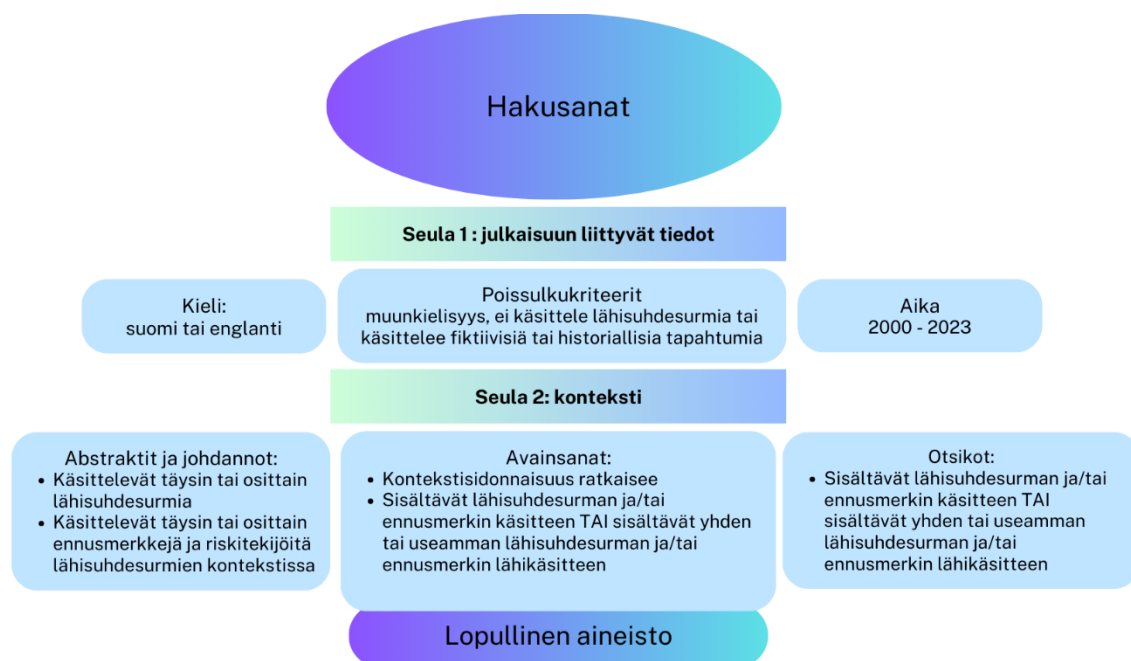 Hakusanat
Seula 1 : julkaisuun liittyvät tiedot
Kieli:
suomi tai englanti
Poissulkukriteerit
muunkielisyys, ei käsittele lähisuhdesurmia tai
käsittelee fiktiivisiä tai historiallisia tapahtumia
Aika
2000 - 2023
Seula 2: konteksti
Abstraktit ja johdannot:
• Käsittelevät täysin tai osittain
lähisuhdesurmia
• Käsittelevät täysin tai osittain
ennusmerkkejä ja riskitekijöitä
lähisuhdesurmien kontekstissa
Avainsanat:
• Kontekstisidonnaisuus ratkaisee
• Sisältävät lähisuhdesurman ja/tai
ennusmerkin käsitteen TAI sisältävät yhden
tai useamman lähisuhdesurman ja/tai
ennusmerkin lähikäsitteen
Otsikot:
• Sisältävät lähisuhdesurman ja/tai
ennusmerkin käsitteen TAI
sisältävät yhden tai useamman
lähisuhdesurman ja/tai
ennusmerkin lähikäsitteen
Lopullinen aineisto